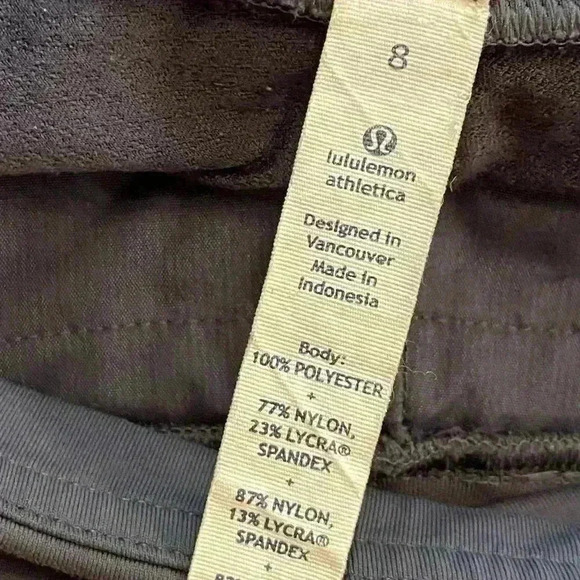 8
lululemon
athletica
Designed in
Vancouver
Made in
Indonesia
Body:
100% POLYESTER
+
77% NYLON,
23% LYCRA®
SPANDEX
+
87% NYLON,
13% LYCRA®
SPANDEX
+